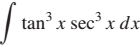 ∫ tan³ x sec³ x dx